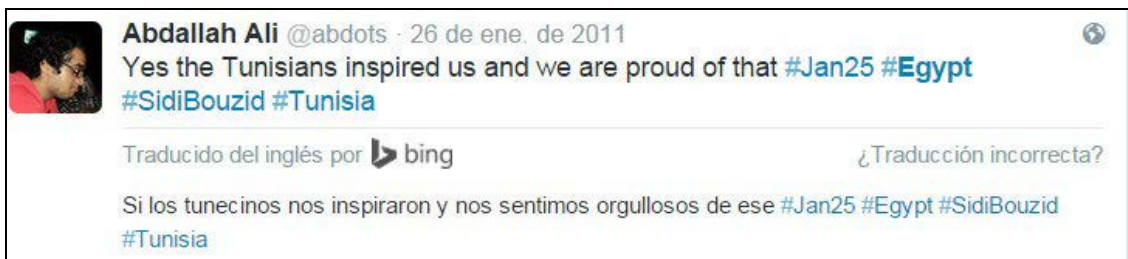 Abdallah Ali @abdots · 26 de ene. de 2011
Yes the Tunisians inspired us and we are proud of that #Jan25 #Egypt
#SidiBouzid #Tunisia
Traducido del inglés por bing ¿Traducción incorrecta?
Si los tunecinos nos inspiraron y nos sentimos orgullosos de ese #Jan25 #Egypt #SidiBouzid
#Tunisia